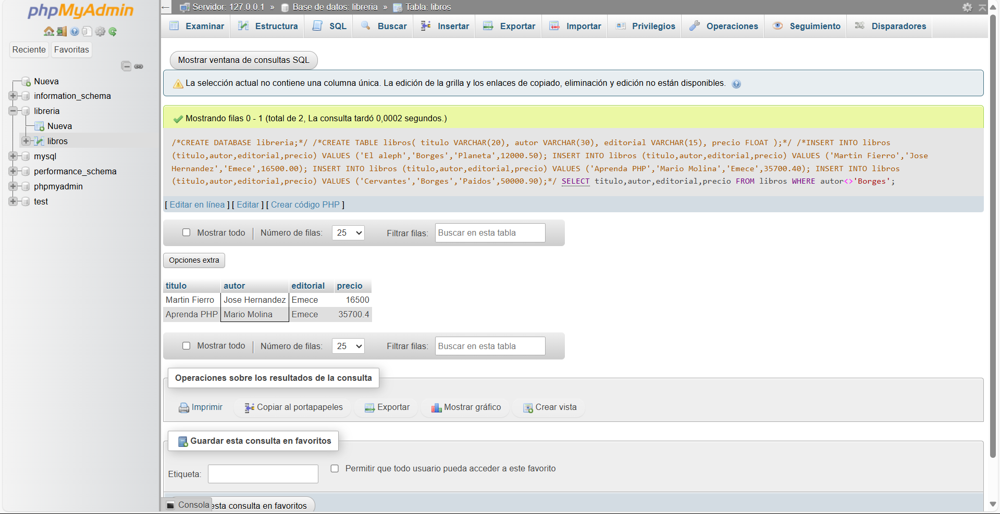 phpMyAdmin
Reciente Favoritas
Nueva
information_schema
libreria
Nueva
libros
mysql
performance_schema
phpmyadmin
test
← Servidor: 127.0.0.1 » Base de datos: libreria » Tabla: libros
Examinar Estructura SQL Buscar Insertar Exportar Importar Privilegios Operaciones Seguimiento Disparadores
Mostrar ventana de consultas SQL
La selección actual no contiene una columna única. La edición de la grilla y los enlaces de copiado, eliminación y edición no están disponibles.
Mostrando filas 0 - 1 (total de 2, La consulta tardó 0,0002 segundos.)
/*CREATE DATABASE libreria;*/ /*CREATE TABLE libros( titulo VARCHAR(20), autor VARCHAR(30), editorial VARCHAR(15), precio FLOAT );*/ /*INSERT INTO libros
(titulo,autor,editorial,precio) VALUES ('El aleph','Borges','Planeta',12000.50); INSERT INTO libros (titulo,autor,editorial,precio) VALUES ('Martin Fierro','Jose
Hernandez','Emece',16500.00); INSERT INTO libros (titulo,autor,editorial,precio) VALUES ('Aprenda PHP','Mario Molina','Emece',35700.40); INSERT INTO libros
(titulo,autor,editorial,precio) VALUES ('Cervantes','Borges','Paidos',50000.90);*/ SELECT titulo,autor,editorial,precio FROM libros WHERE autor<>'Borges';
[ Editar en línea ] [ Editar ] [ Crear código PHP ]
Mostrar todo | Número de filas: 25 Filtrar filas: Buscar en esta tabla
Opciones extra
titulo autor editorial precio
Martin Fierro Jose Hernandez Emece 16500
Aprenda PHP Mario Molina Emece 35700.4
Mostrar todo | Número de filas: 25 Filtrar filas: Buscar en esta tabla
Operaciones sobre los resultados de la consulta
Imprimir Copiar al portapapeles Exportar Mostrar gráfico Crear vista
Guardar esta consulta en favoritos
Etiqueta: Permitir que todo usuario pueda acceder a este favorito
Consola esta consulta en favoritos